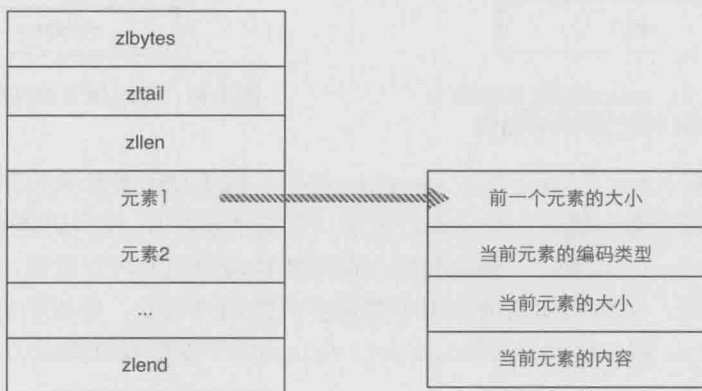 zlbytes
zltail
zllen
元素1
元素2
...
zlend
前一个元素的大小
当前元素的编码类型
当前元素的大小
当前元素的内容